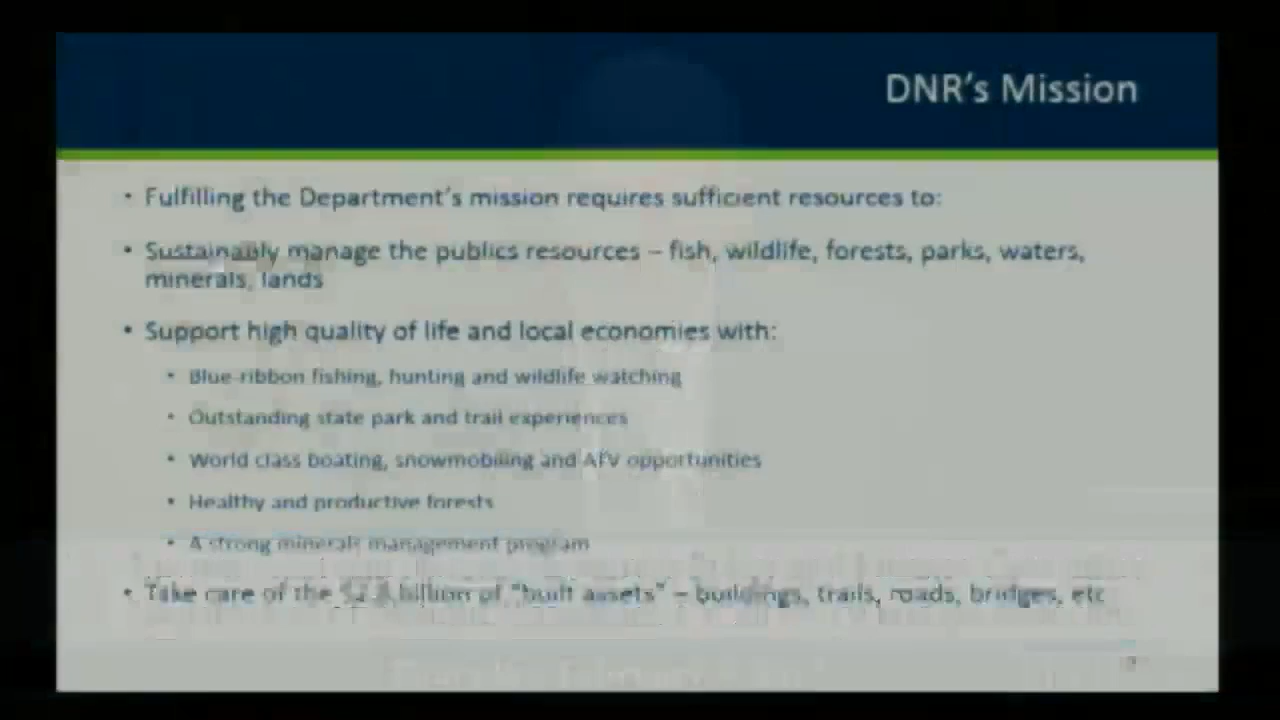 DNR's Mission
• Fulfilling the Department's mission requires sufficient resources to:
• Sustainably manage the publics resources – fish, wildlife, forests, parks, waters,
minerals, lands
• Support high quality of life and local economies with:
• Blue-ribbon fishing, hunting and wildlife watching
• Outstanding state park and trail experiences
• World class boating, snowmobiling and ATV opportunities
• Healthy and productive forests
• A strong minerals management program
• Take care of the billion of "built assets" – buildings, trails, roads, bridges, etc